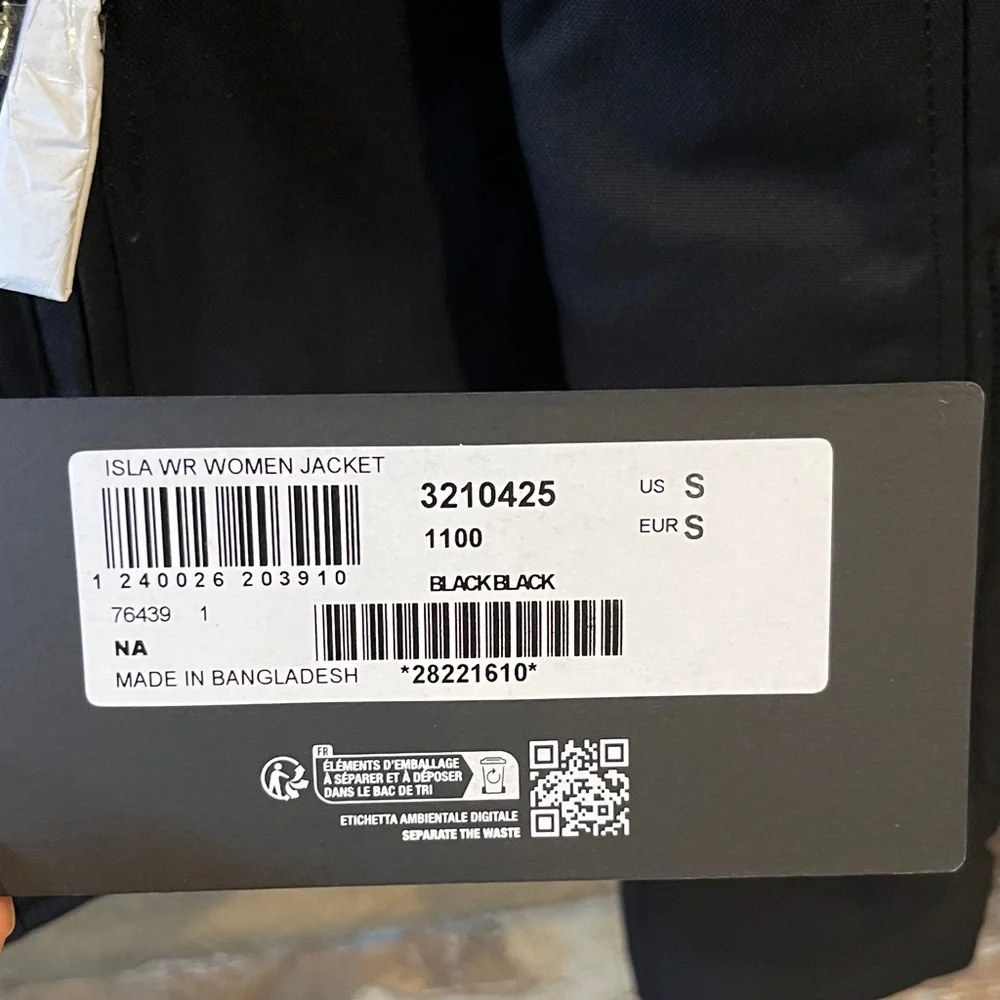 ISLA WR WOMEN JACKET
3210425
US S
1100
EUR S
1 240026 203910
BLACK BLACK
76439 1
NA
MADE IN BANGLADESH
*28221610*
FR
ÉLÉMENTS D'EMBALLAGE
À SÉPARER ET À DÉPOSER
DANS LE BAC DE TRI
ETICHETTA AMBIENTALE DIGITALE
SEPARATE THE WASTE